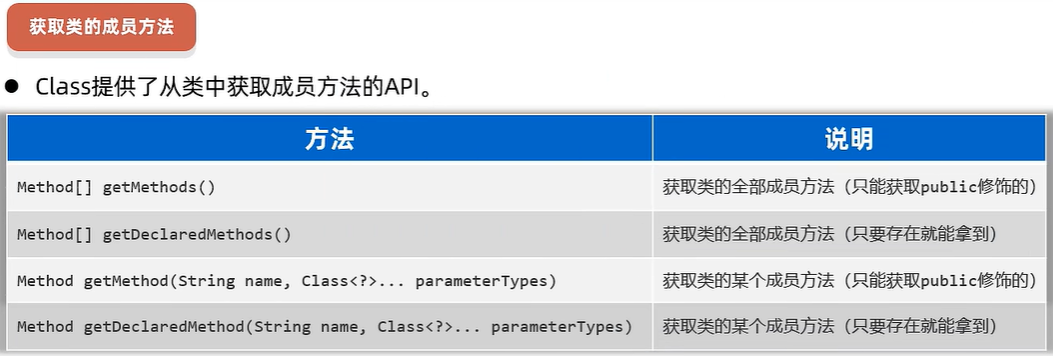 获取类的成员方法
● Class提供了从类中获取成员方法的API。
方法 说明
Method[] getMethods() 获取类的全部成员方法（只能获取public修饰的）
Method[] getDeclaredMethods() 获取类的全部成员方法（只要存在就能拿到）
Method getMethod(String name, Class<?>... parameterTypes) 获取类的某个成员方法（只能获取public修饰的）
Method getDeclaredMethod(String name, Class<?>... parameterTypes) 获取类的某个成员方法（只要存在就能拿到）